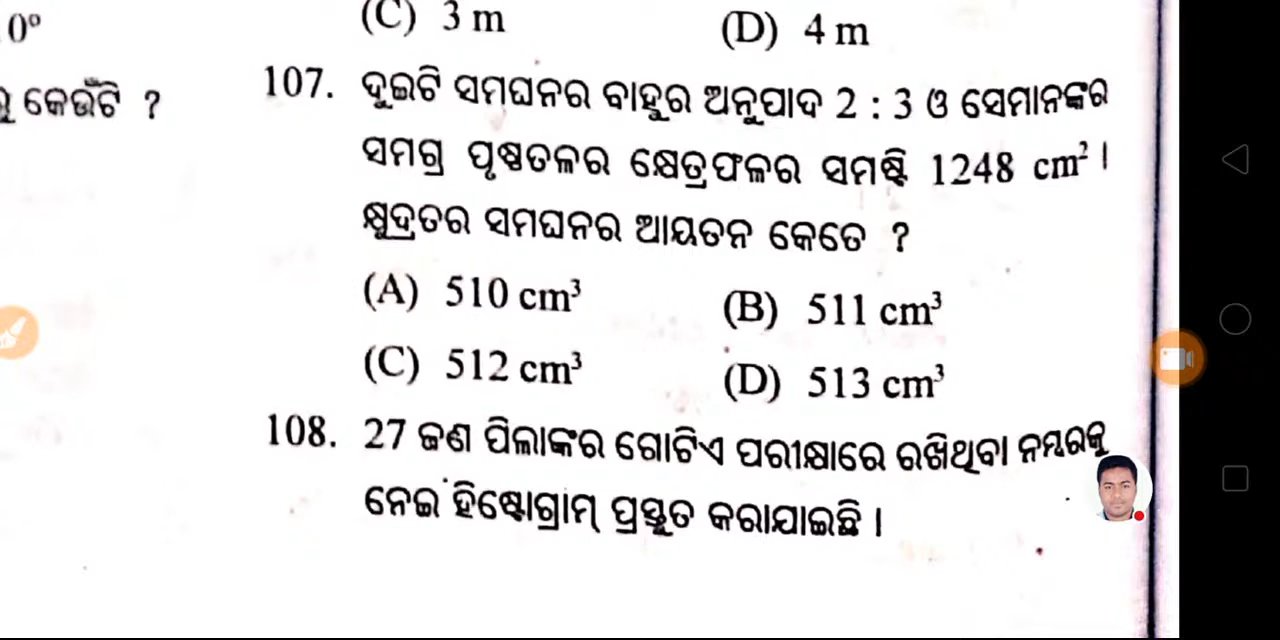 0°
(C) 3 m (D) 4 m
କେଉଁଟି ?
107. ଦୁଇଟି ସମଘନର ବାହୁର ଅନୁପାଦ 2 : 3 ଓ ସେମାନଙ୍କର
ସମଗ୍ର ପୃଷ୍ଠତଳର କ୍ଷେତ୍ରଫଳର ସମଷ୍ଟି 1248 cm² ।
କ୍ଷୁଦ୍ରତର ସମଘନର ଆୟତନ କେତେ ?
(A) 510 cm³ (B) 511 cm³
(C) 512 cm³ (D) 513 cm³
108. 27 ଜଣ ପିଲାଙ୍କର ଗୋଟିଏ ପରୀକ୍ଷାରେ ରଖିଥିବା ନମ୍ବରକୁ
ନେଇ ହିଷ୍ଟୋଗ୍ରାମ୍ ପ୍ରସ୍ତୁତ କରାଯାଇଛି ।